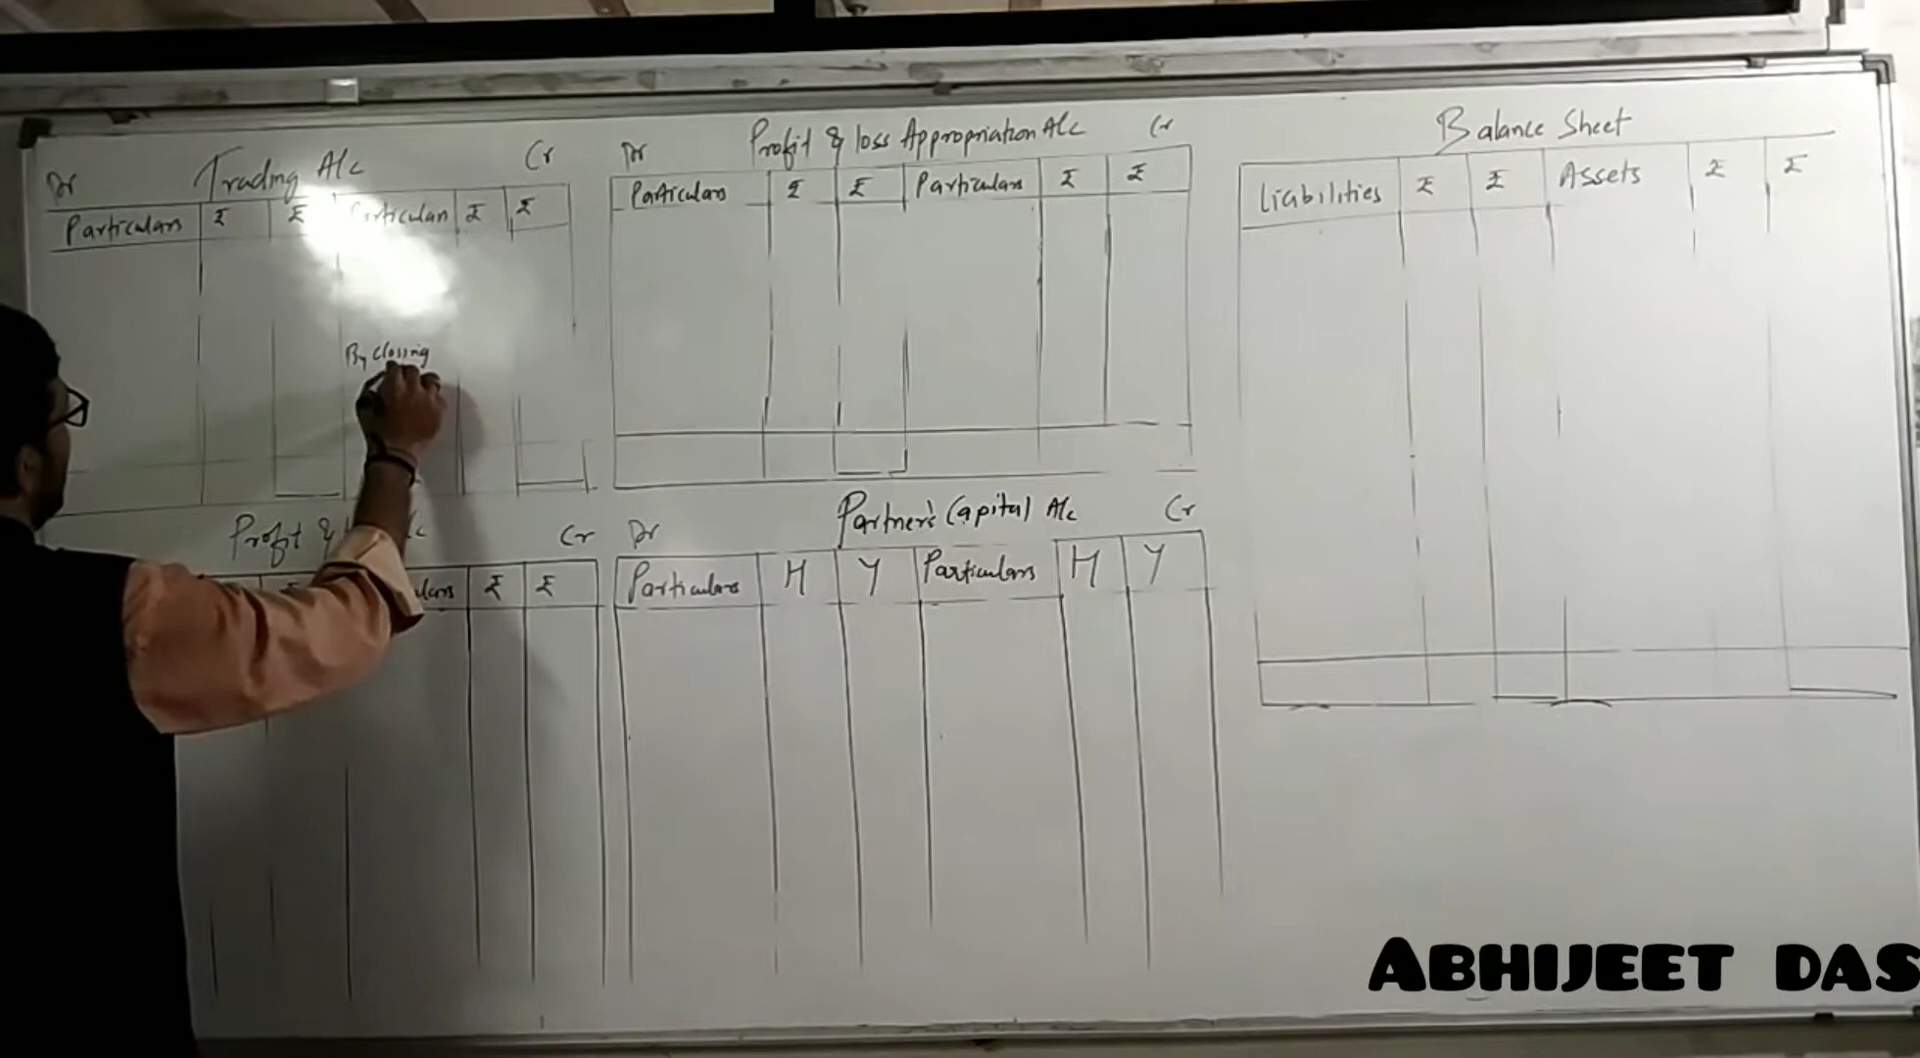 Dr Trading A/c Cr
Particulars ₹ ₹ Particulars ₹ ₹
By Closing
Dr Profit & loss Appropriation A/c Cr
Particulars ₹ ₹ Particulars ₹ ₹
Balance Sheet
Liabilities ₹ ₹ Assets ₹ ₹
Profit & Cr
₹ ₹
Dr Partner's Capital A/c Cr
Particulars H Y Particulars H Y
ABHIJEET DAS